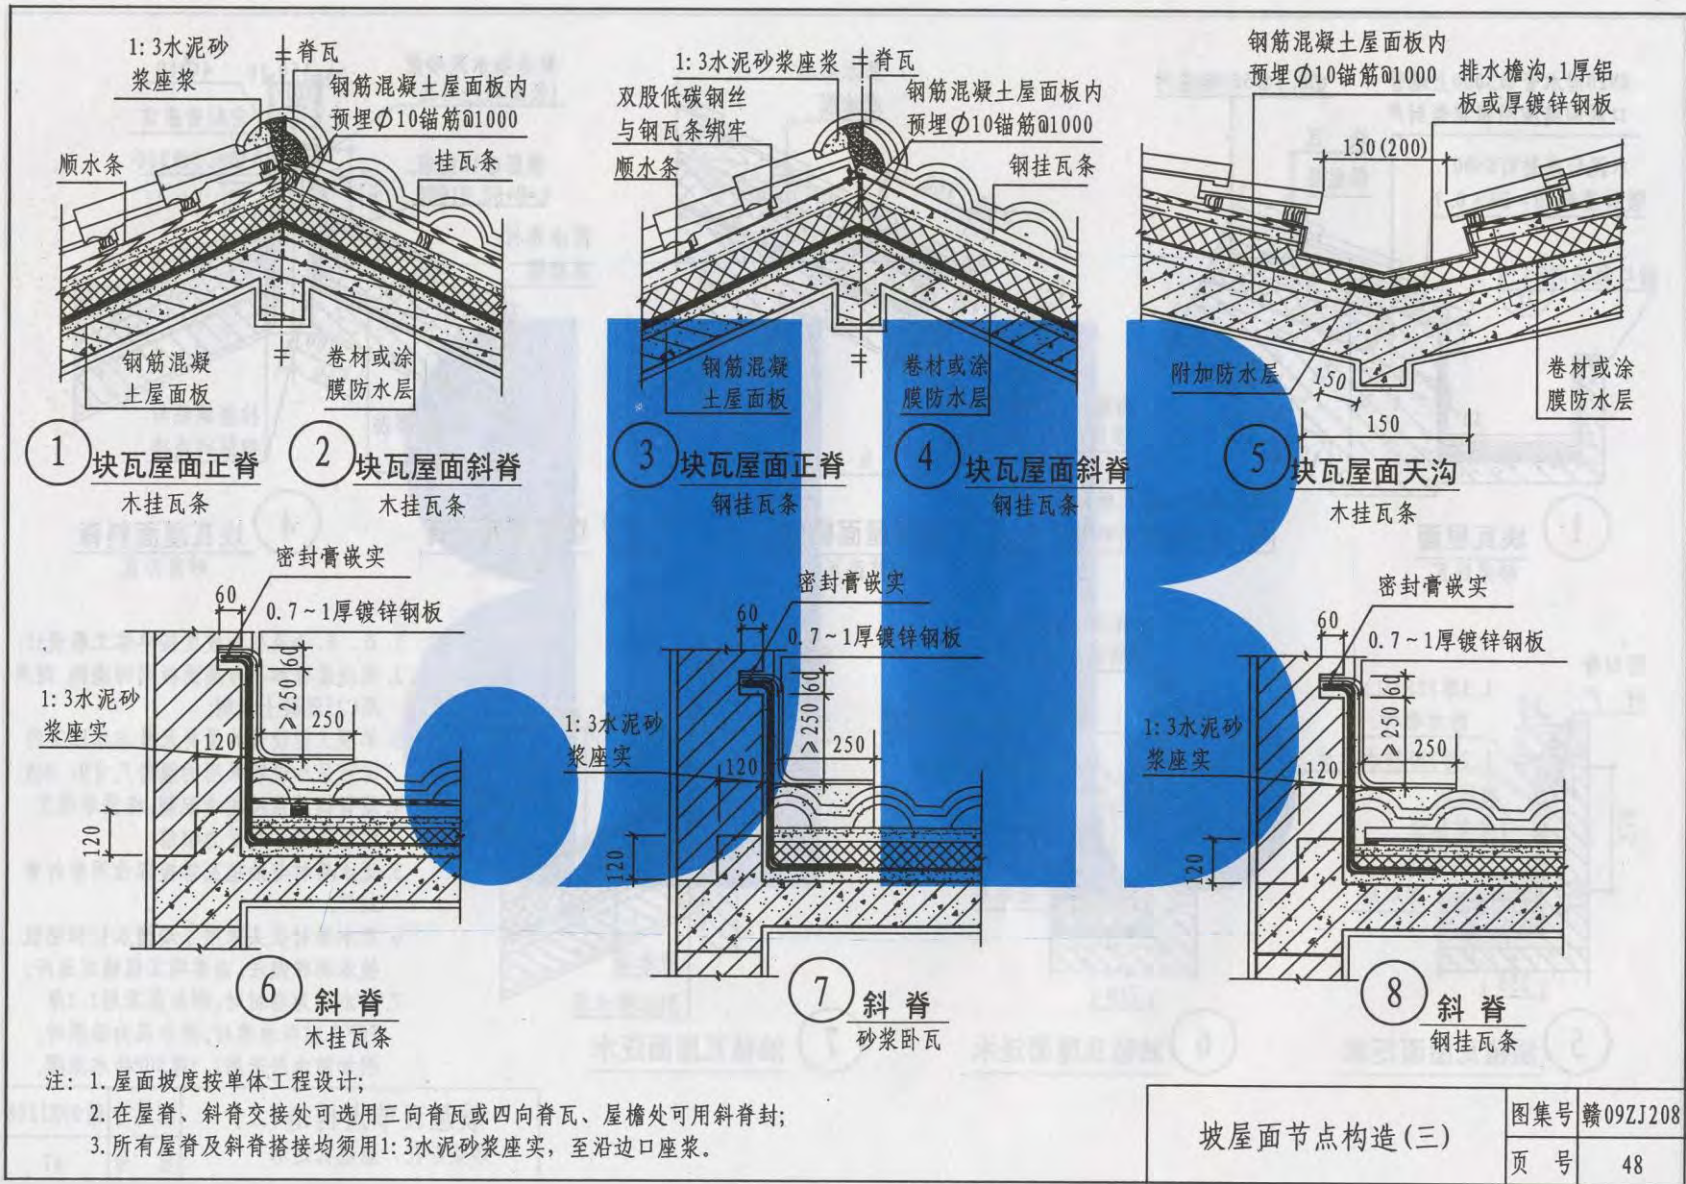 1:3水泥砂
浆座浆
脊瓦
钢筋混凝土屋面板内
预埋∅10锚筋@1000
顺水条
挂瓦条
钢筋混凝
土屋面板
卷材或涂
膜防水层
1 块瓦屋面正脊
木挂瓦条
2 块瓦屋面斜脊
木挂瓦条
1:3水泥砂浆座浆
脊瓦
双股低碳钢丝
与钢瓦条绑牢
钢筋混凝土屋面板内
预埋∅10锚筋@1000
顺水条
钢挂瓦条
钢筋混凝
土屋面板
卷材或涂
膜防水层
3 块瓦屋面正脊
钢挂瓦条
4 块瓦屋面斜脊
钢挂瓦条
钢筋混凝土屋面板内
预埋∅10锚筋@1000
排水檐沟,1厚铝
板或厚镀锌钢板
150(200)
附加防水层
150
150
卷材或涂
膜防水层
5 块瓦屋面天沟
木挂瓦条
密封膏嵌实
60
0.7~1厚镀锌钢板
60
≥250
250
1:3水泥砂
浆座实
120
120
6 斜脊
木挂瓦条
密封膏嵌实
60
0.7~1厚镀锌钢板
60
≥250
250
1:3水泥砂
浆座实
120
120
7 斜脊
砂浆卧瓦
密封膏嵌实
60
0.7~1厚镀锌钢板
60
≥250
250
1:3水泥砂
浆座实
120
120
8 斜脊
钢挂瓦条
注: 1.屋面坡度按单体工程设计;
2.在屋脊、斜脊交接处可选用三向脊瓦或四向脊瓦、屋檐处可用斜脊封;
3.所有屋脊及斜脊搭接均须用1:3水泥砂浆座实，至沿边口座浆。
坡屋面节点构造(三)
图集号 赣09ZJ208
页 号 48